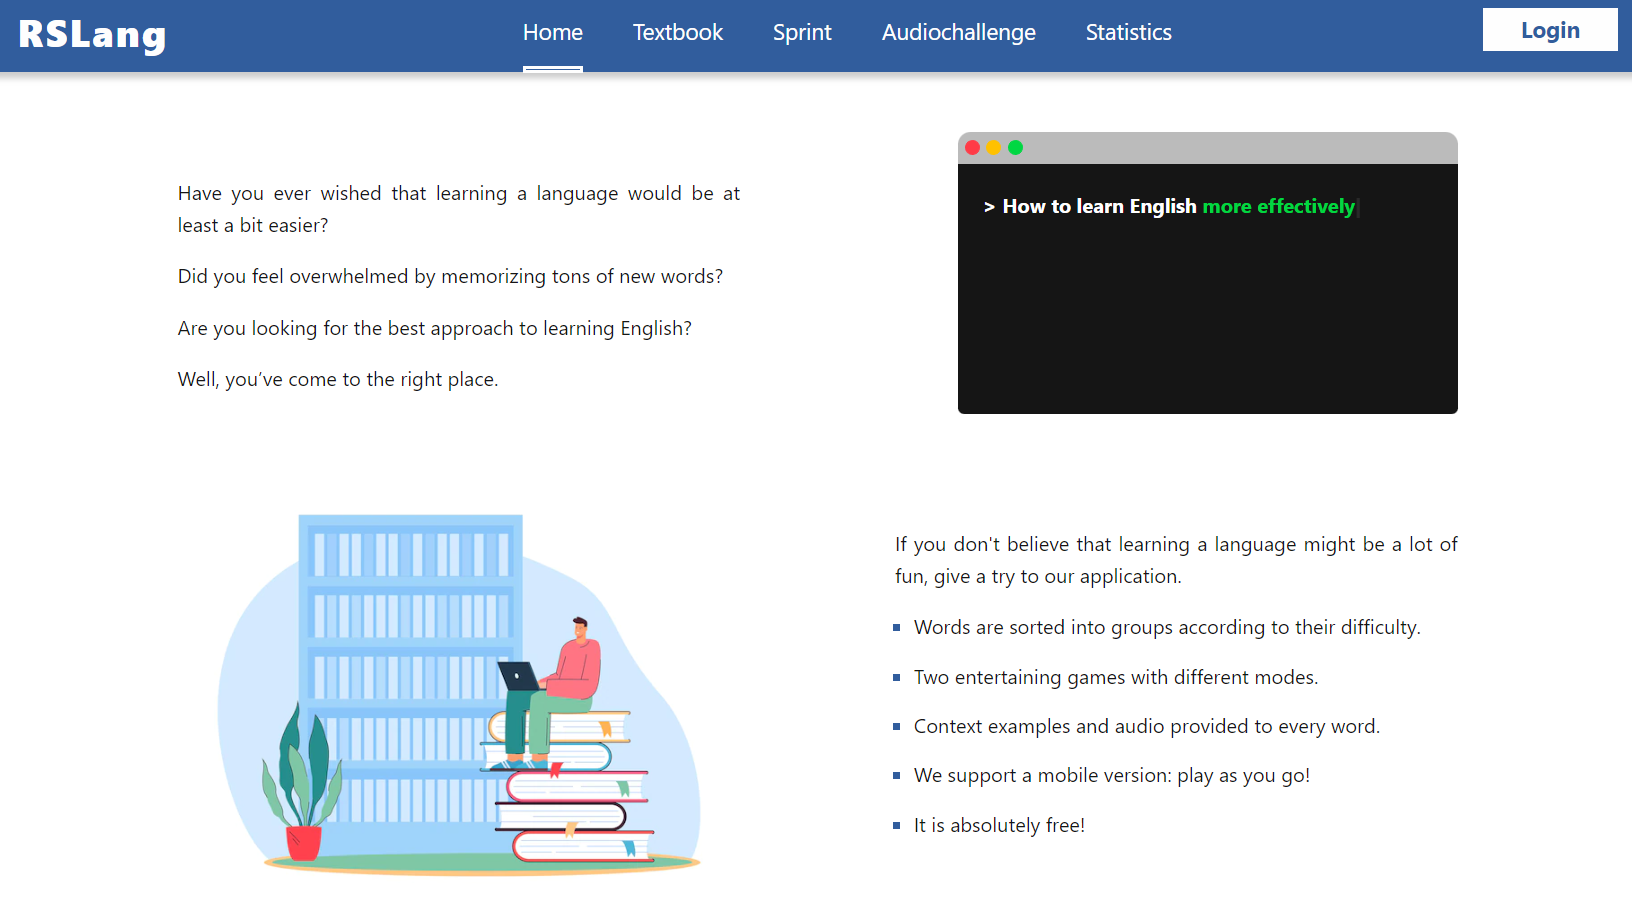 RSLang
Home Textbook Sprint Audiochallenge Statistics
Login
Have you ever wished that learning a language would be at
least a bit easier?
Did you feel overwhelmed by memorizing tons of new words?
Are you looking for the best approach to learning English?
Well, you’ve come to the right place.
> How to learn English more effectively
If you don't believe that learning a language might be a lot of
fun, give a try to our application.
Words are sorted into groups according to their difficulty.
Two entertaining games with different modes.
Context examples and audio provided to every word.
We support a mobile version: play as you go!
It is absolutely free!